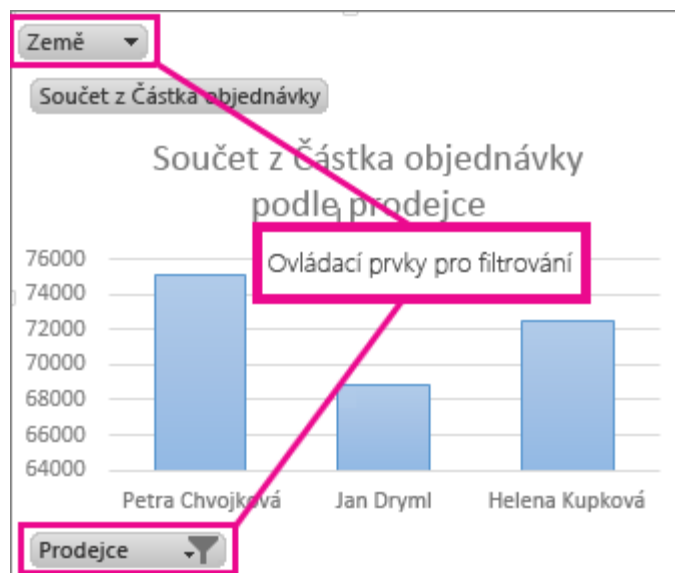 Země
Součet z Částka objednávky
Součet z Částka objednávky
podle prodejce
Ovládací prvky pro filtrování
76000
74000
72000
70000
68000
66000
64000
Petra Chvojková
Jan Dryml
Helena Kupková
Prodejce